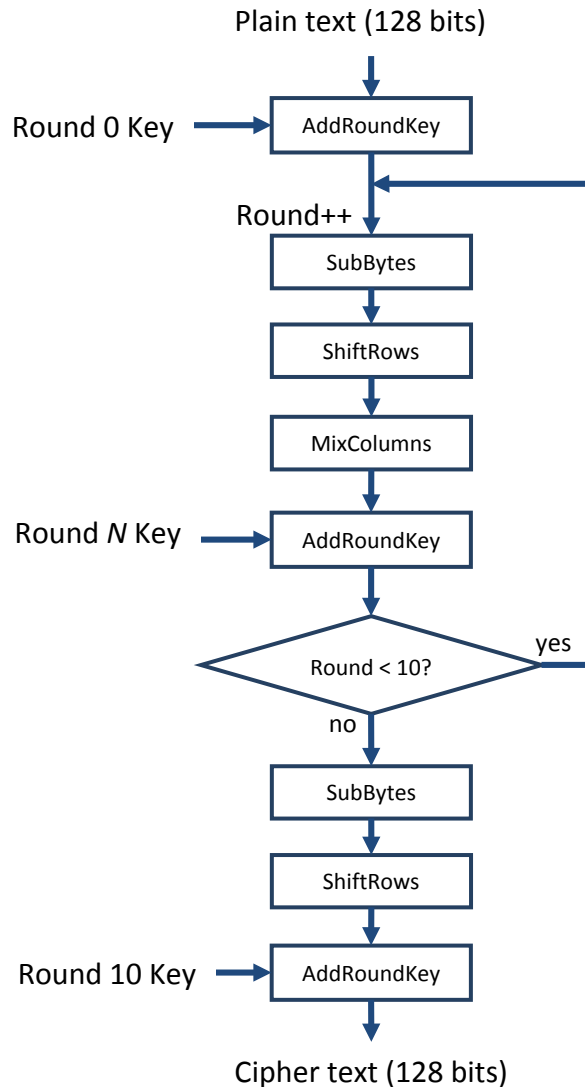 Plain text (128 bits)
Round 0 Key
AddRoundKey
Round++
SubBytes
ShiftRows
MixColumns
Round N Key
AddRoundKey
yes
Round < 10?
no
SubBytes
ShiftRows
Round 10 Key
AddRoundKey
Cipher text (128 bits)